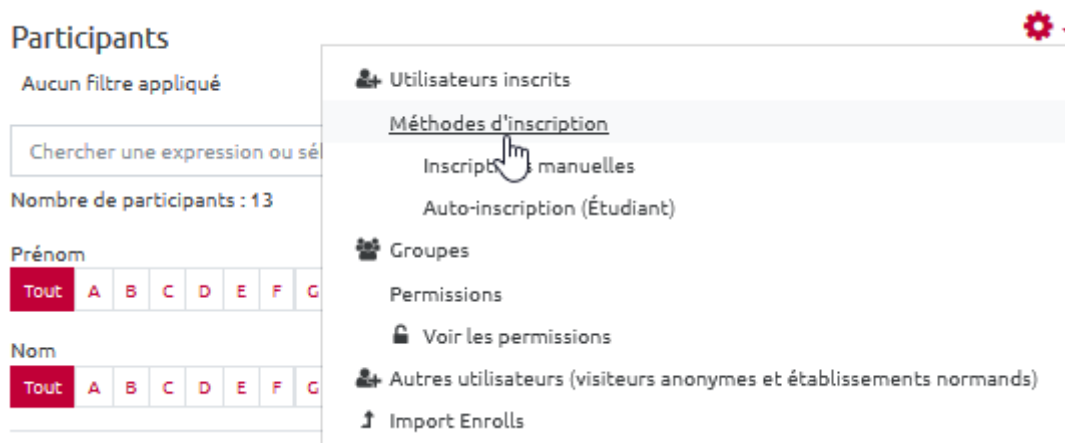 Participants
Aucun filtre appliqué
Chercher une expression ou
Nombre de participants : 13
Prénom
Tout A B C D E F G
Nom
Tout A B C D E F G
Utilisateurs inscrits
Méthodes d'inscription
manuelles
Auto-inscription (Étudiant)
Groupes
Permissions
Voir les permissions
Autres utilisateurs (visiteurs anonymes et établissements normands)
Import Enrolls